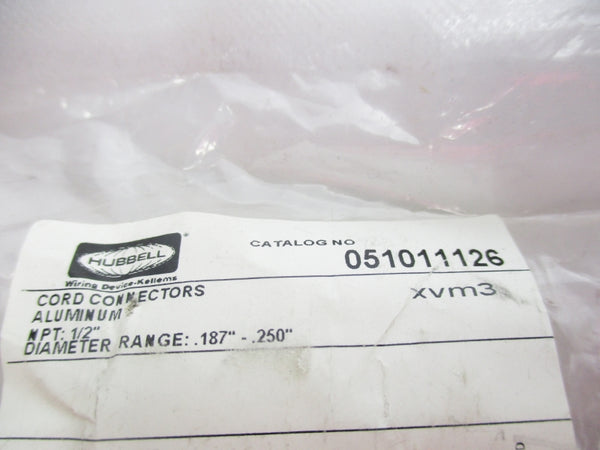 HUBBELL
Wiring Device-Kellems
CATALOG NO
051011126
CORD CONNECTORS
xvm3
ALUMINUM
NPT: 1/2"
DIAMETER RANGE: .187" - .250"